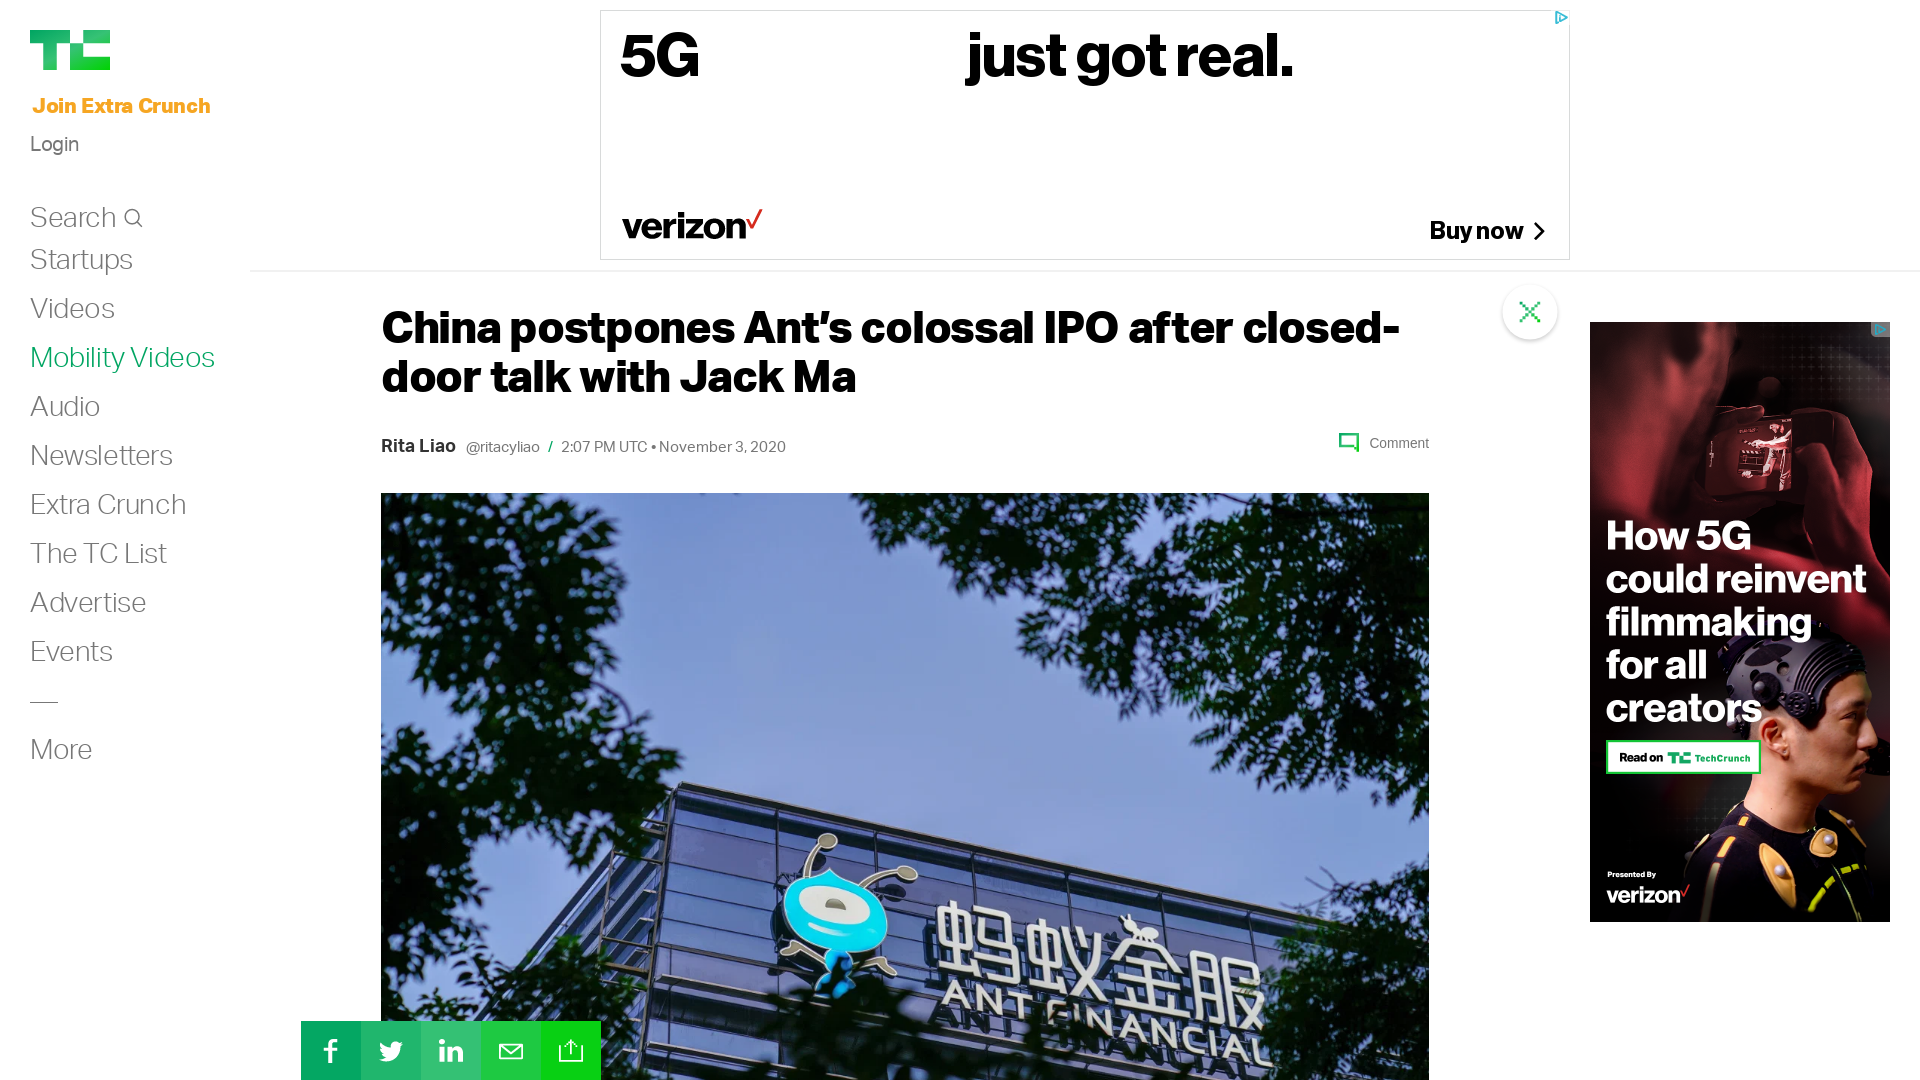 TC
Join Extra Crunch
Login
Search
Startups
Videos
Mobility Videos
Audio
Newsletters
Extra Crunch
The TC List
Advertise
Events
More
5G just got real.
verizon
Buy now
China postpones Ant's colossal IPO after closed-
door talk with Jack Ma
Rita Liao @ritacyliao / 2:07 PM UTC • November 3, 2020
Comment
蚂蚁金服
ANT FINANCIAL
How 5G
could reinvent
filmmaking
for all
creators
Read on TC TechCrunch
Presented By
verizon